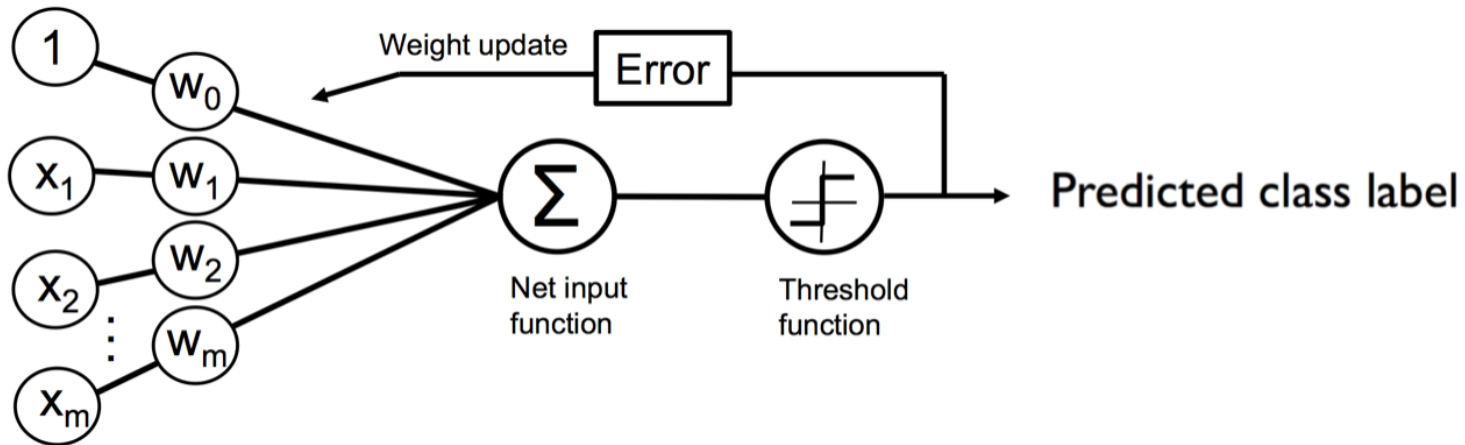 1
w₀
Weight update
Error
x₁
w₁
Σ
Predicted class label
x₂
w₂
Net input
function
Threshold
function
⋮
wₘ
xₘ